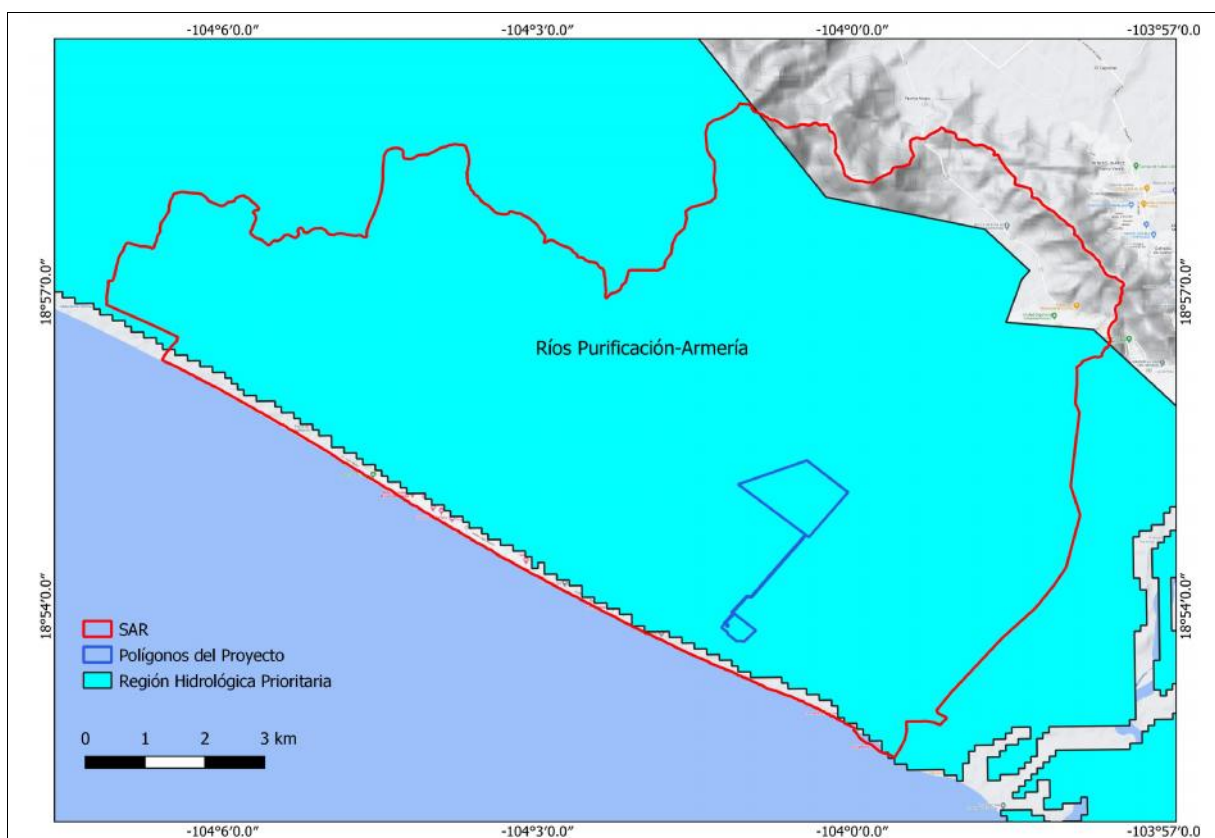 -104°6'0.0" -104°3'0.0" -104°0'0.0" -103°57'0.0
18°57'0.0"
18°57'0.0"
Ríos Purificación-Armería
18°54'0.0"
18°54'0.0"
SAR
Polígonos del Proyecto
Región Hidrológica Prioritaria
0 1 2 3 km
-104°6'0.0" -104°3'0.0" -104°0'0.0" -103°57'0.0